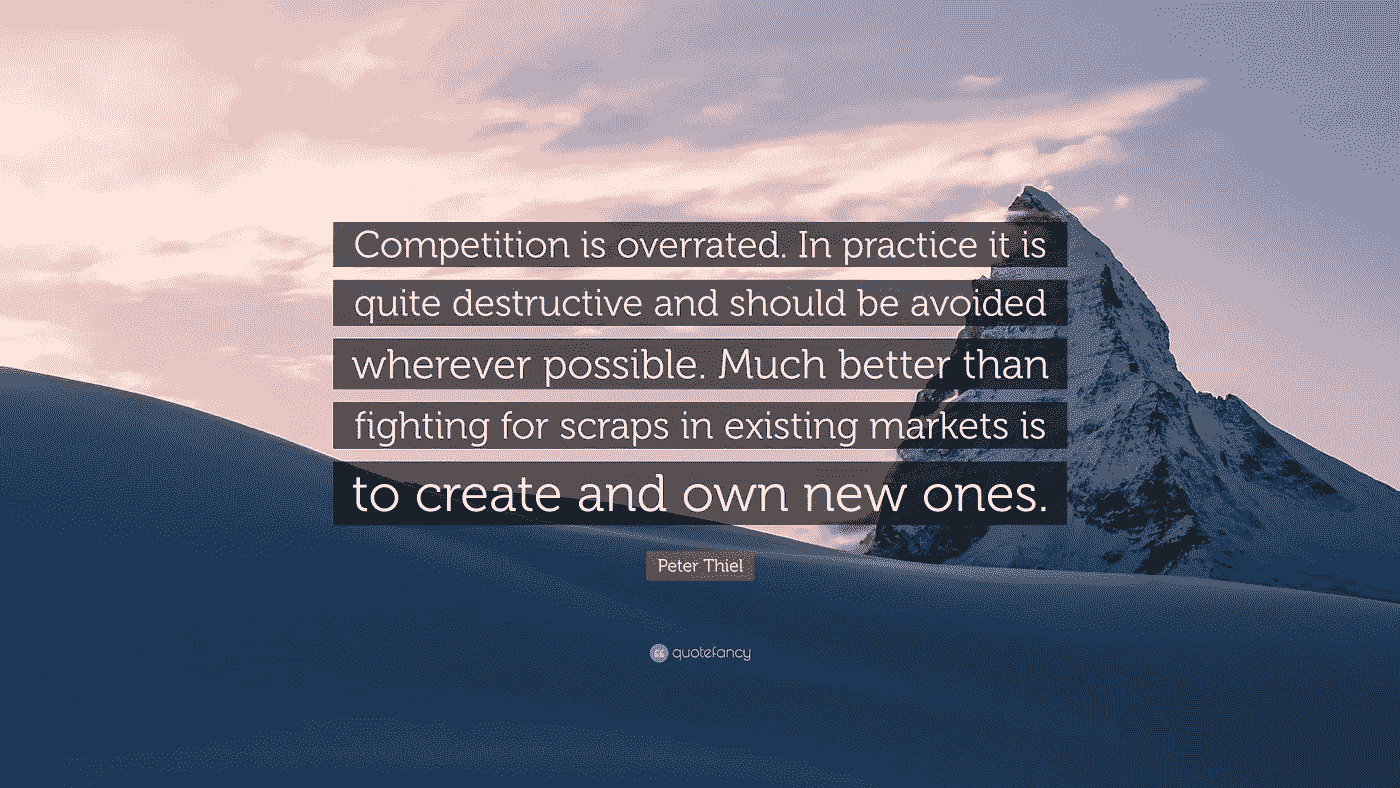 Competition is overrated. In practice it is
quite destructive and should be avoided
wherever possible. Much better than
fighting for scraps in existing markets is
to create and own new ones.
Peter Thiel
quotefancy